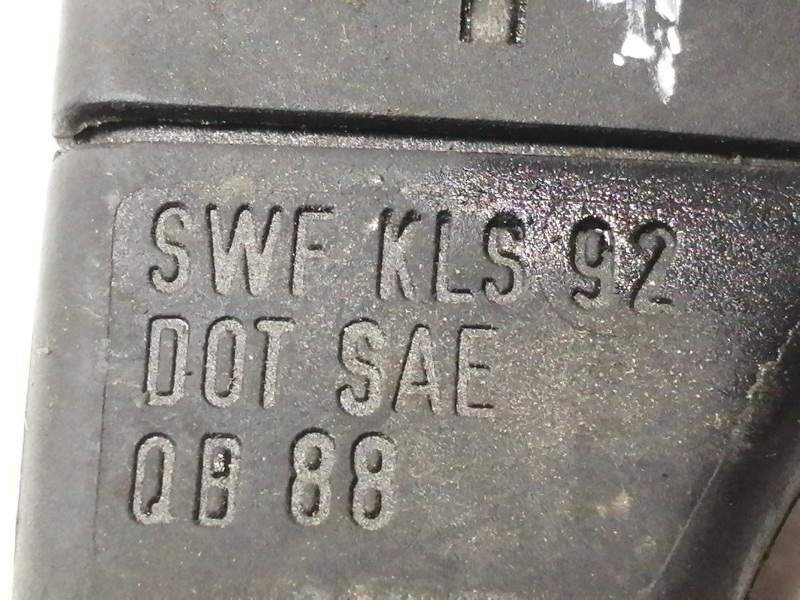 SWF KLS 92
DOT SAE
QB 88